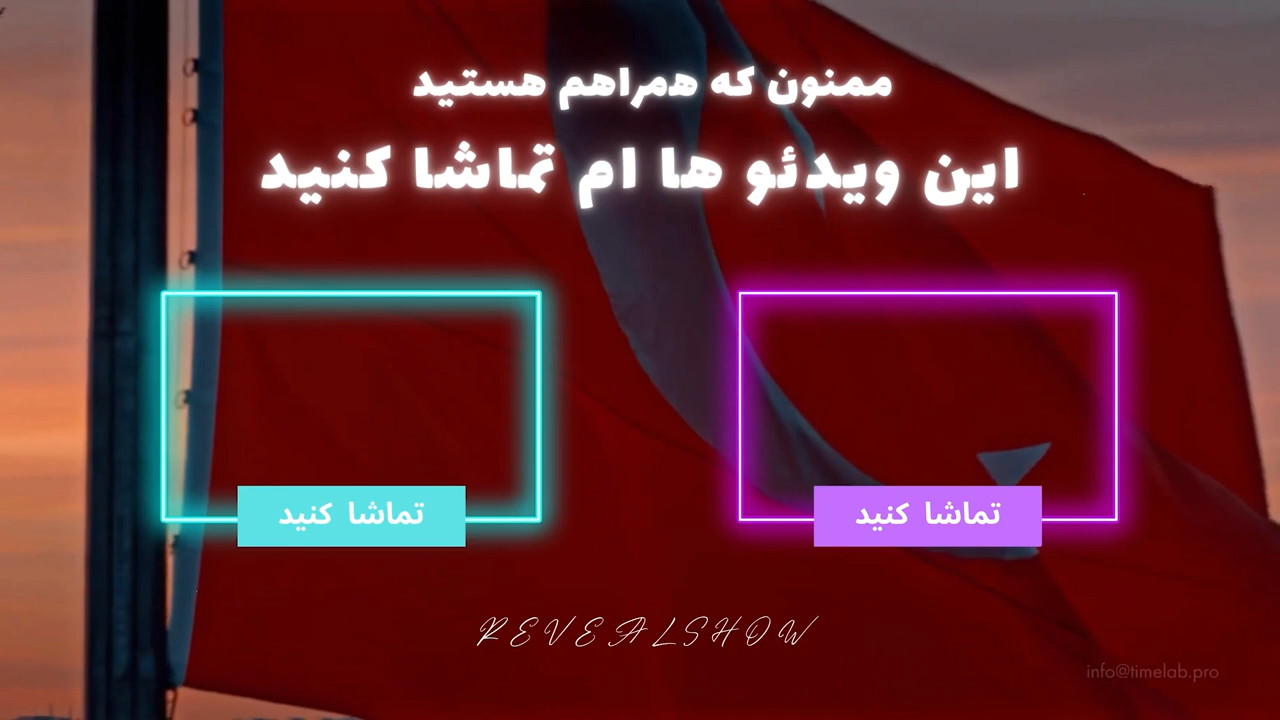 ممنون که همراهم هستید
این ویدئو ها ام تماشا کنید
تماشا کنید
تماشا کنید
REVEALSHOW
info@timelab.pro